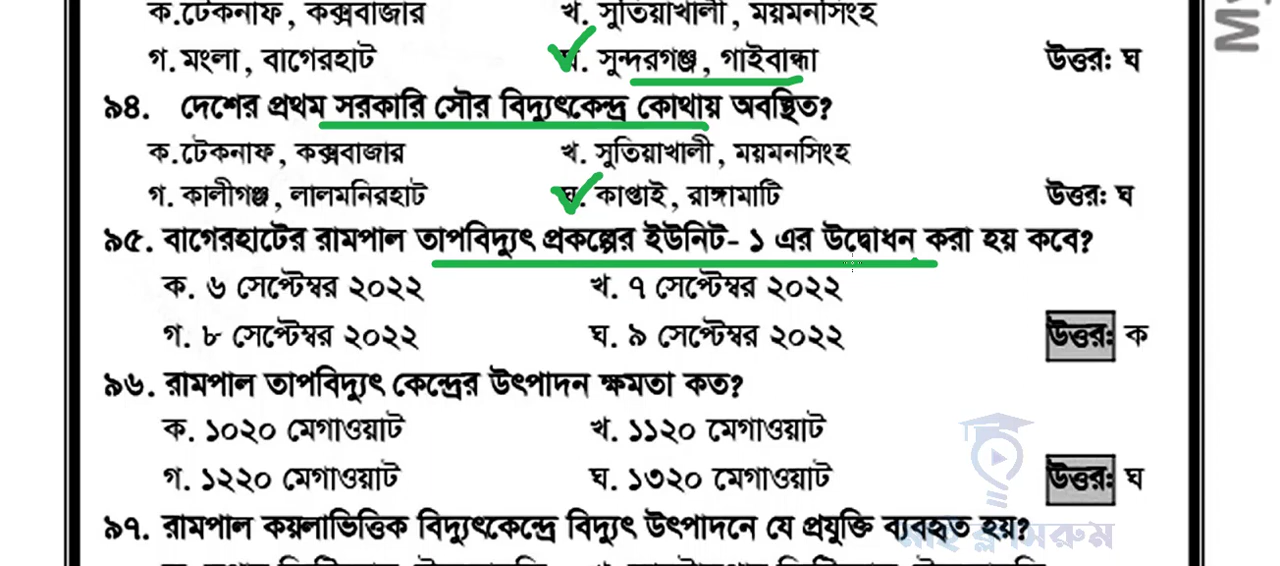 ক.টেকনাফ, কক্সবাজার খ. সুতিয়াখালী, ময়মনসিংহ
গ. মংলা, বাগেরহাট ঘ. সুন্দরগঞ্জ, গাইবান্ধা উত্তর: ঘ
৯৪. দেশের প্রথম সরকারি সৌর বিদ্যুৎকেন্দ্র কোথায় অবস্থিত?
ক.টেকনাফ, কক্সবাজার খ. সুতিয়াখালী, ময়মনসিংহ
গ. কালীগঞ্জ, লালমনিরহাট ঘ. কাপ্তাই, রাঙ্গামাটি উত্তর: ঘ
৯৫. বাগেরহাটের রামপাল তাপবিদ্যুৎ প্রকল্পের ইউনিট- ১ এর উদ্বোধন করা হয় কবে?
ক. ৬ সেপ্টেম্বর ২০২২ খ. ৭ সেপ্টেম্বর ২০২২
গ. ৮ সেপ্টেম্বর ২০২২ ঘ. ৯ সেপ্টেম্বর ২০২২ উত্তর: ক
৯৬. রামপাল তাপবিদ্যুৎ কেন্দ্রের উৎপাদন ক্ষমতা কত?
ক. ১০২০ মেগাওয়াট খ. ১১২০ মেগাওয়াট
গ. ১২২০ মেগাওয়াট ঘ. ১৩২০ মেগাওয়াট উত্তর: ঘ
৯৭. রামপাল কয়লাভিত্তিক বিদ্যুৎকেন্দ্রে বিদ্যুৎ উৎপাদনে যে প্রযুক্তি ব্যবহৃত হয়?
মাই ক্লাসরুম
My